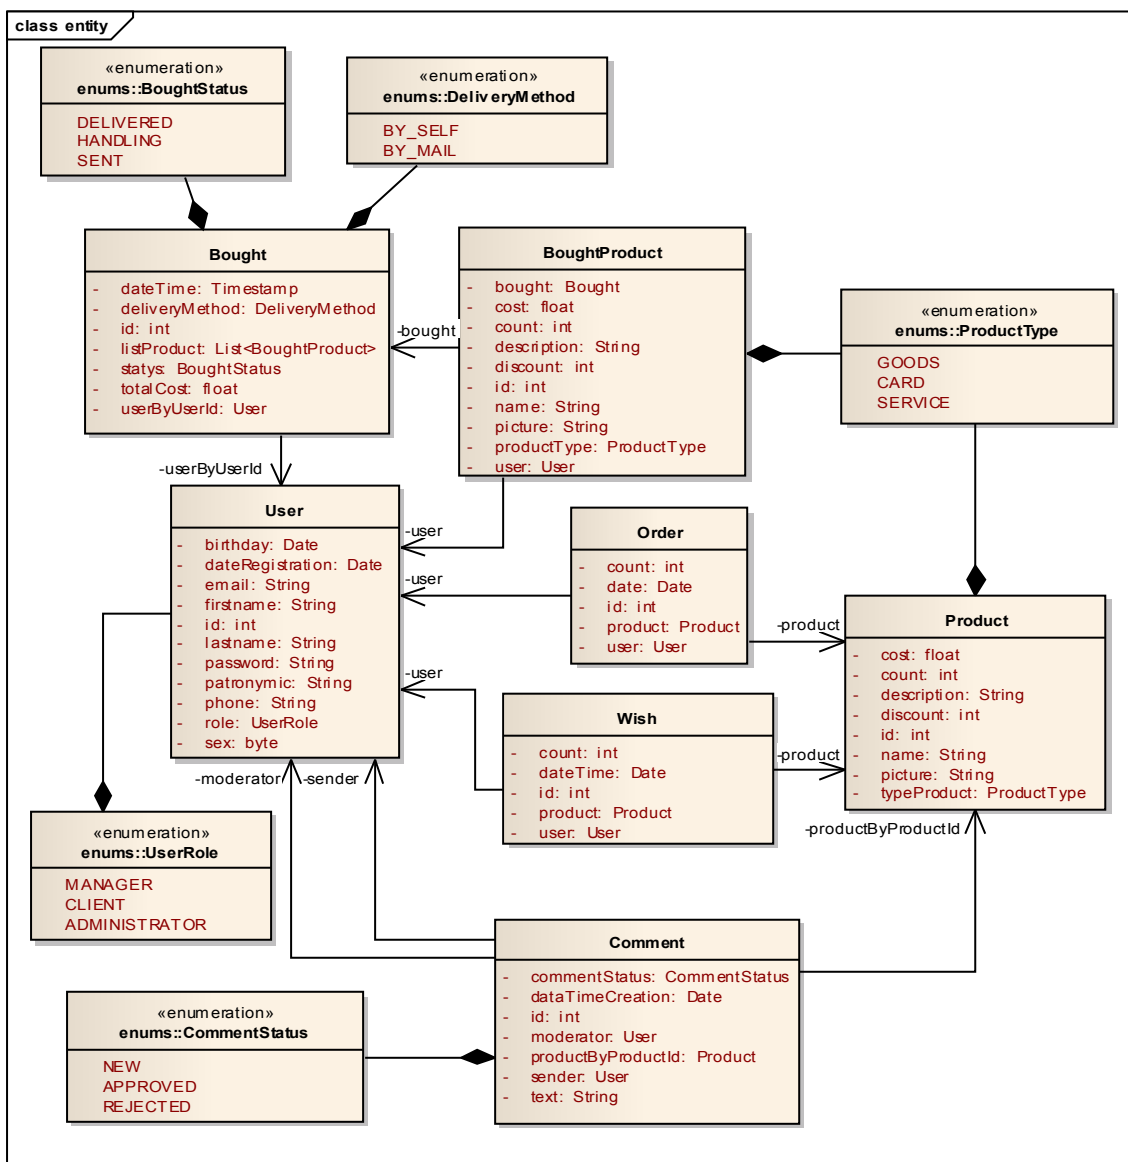 class entity
«enumeration»
enums::BoughtStatus
DELIVERED
HANDLING
SENT
«enumeration»
enums::DeliveryMethod
BY_SELF
BY_MAIL
Bought
- dateTime: Timestamp
- deliveryMethod: DeliveryMethod
- id: int
- listProduct: List<BoughtProduct>
- statys: BoughtStatus
- totalCost: float
- userByUserId: User
-bought
BoughtProduct
- bought: Bought
- cost: float
- count: int
- description: String
- discount: int
- id: int
- name: String
- picture: String
- productType: ProductType
- user: User
«enumeration»
enums::ProductType
GOODS
CARD
SERVICE
-userByUserId
User
- birthday: Date
- dateRegistration: Date
- email: String
- firstname: String
- id: int
- lastname: String
- password: String
- patronymic: String
- phone: String
- role: UserRole
- sex: byte
-user
-user
-user
Order
- count: int
- date: Date
- id: int
- product: Product
- user: User
-product
Product
- cost: float
- count: int
- description: String
- discount: int
- id: int
- name: String
- picture: String
- typeProduct: ProductType
Wish
- count: int
- dateTime: Date
- id: int
- product: Product
- user: User
-product
-moderator
-sender
-productByProductId
«enumeration»
enums::UserRole
MANAGER
CLIENT
ADMINISTRATOR
Comment
- commentStatus: CommentStatus
- dataTimeCreation: Date
- id: int
- moderator: User
- productByProductId: Product
- sender: User
- text: String
«enumeration»
enums::CommentStatus
NEW
APPROVED
REJECTED